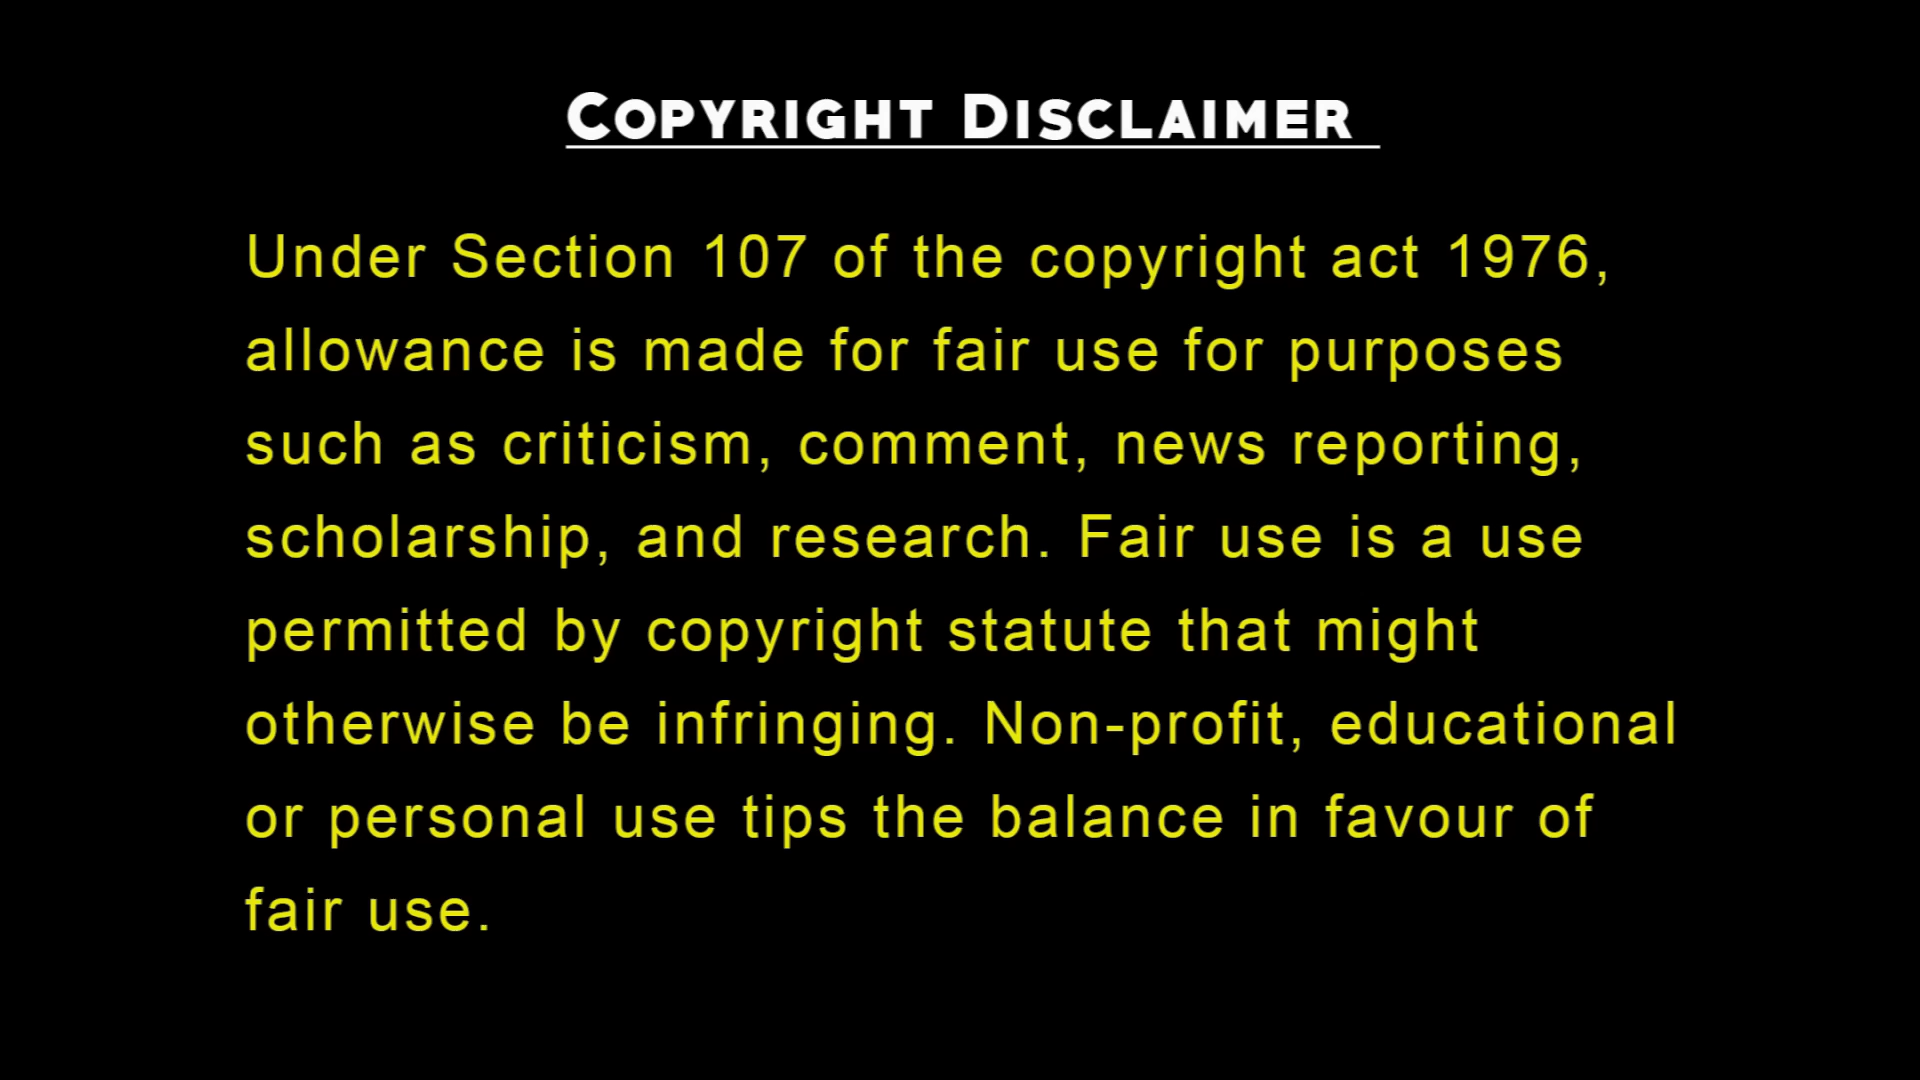 Copyright Disclaimer
Under Section 107 of the copyright act 1976,
allowance is made for fair use for purposes
such as criticism, comment, news reporting,
scholarship, and research. Fair use is a use
permitted by copyright statute that might
otherwise be infringing. Non-profit, educational
or personal use tips the balance in favour of
fair use.